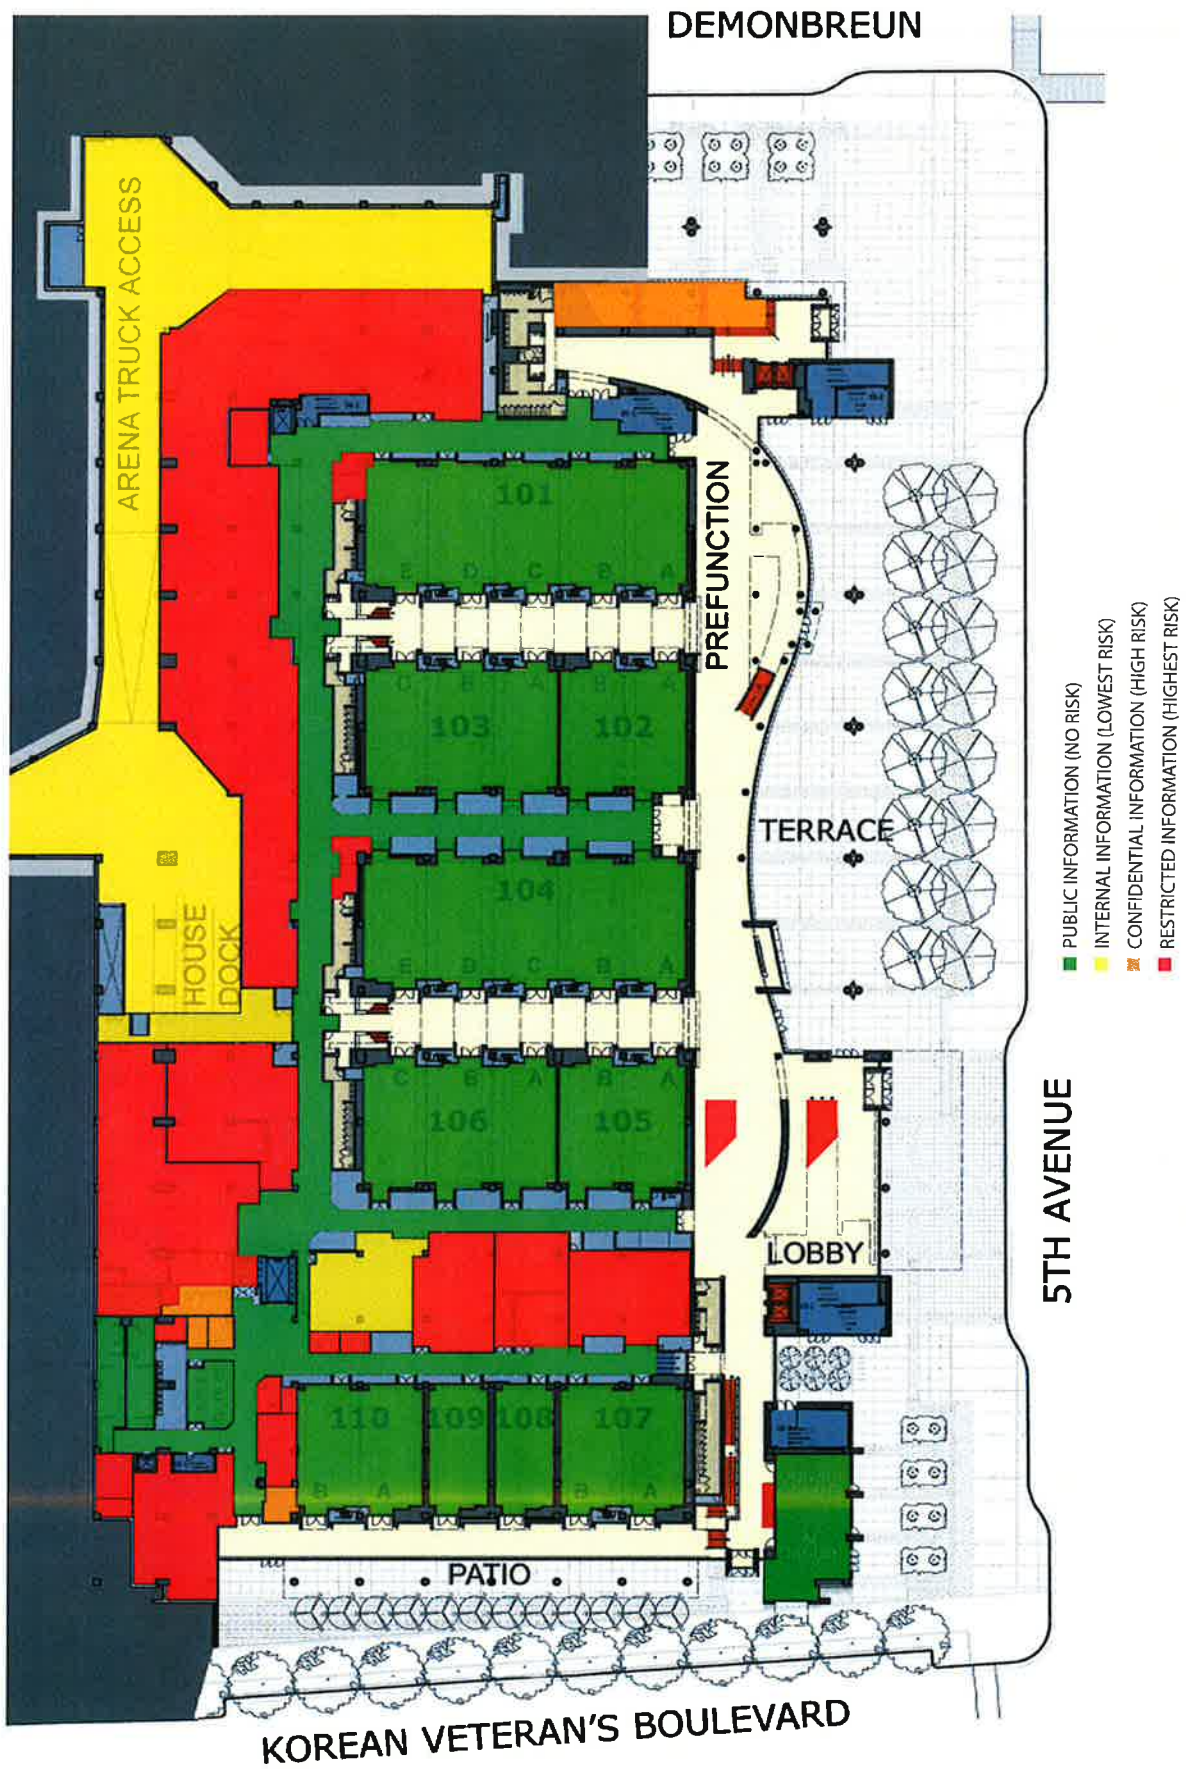 DEMONBREUN
ARENA TRUCK ACCESS
101
E D C B A
PREFUNCTION
C B A B A
103
102
TERRACE
104
HOUSE
DOCK
E D C B A
C B A B A
106
105
LOBBY
5TH AVENUE
110
109
108
107
B A B A
PATIO
KOREAN VETERAN'S BOULEVARD
PUBLIC INFORMATION (NO RISK)
INTERNAL INFORMATION (LOWEST RISK)
CONFIDENTIAL INFORMATION (HIGH RISK)
RESTRICTED INFORMATION (HIGHEST RISK)